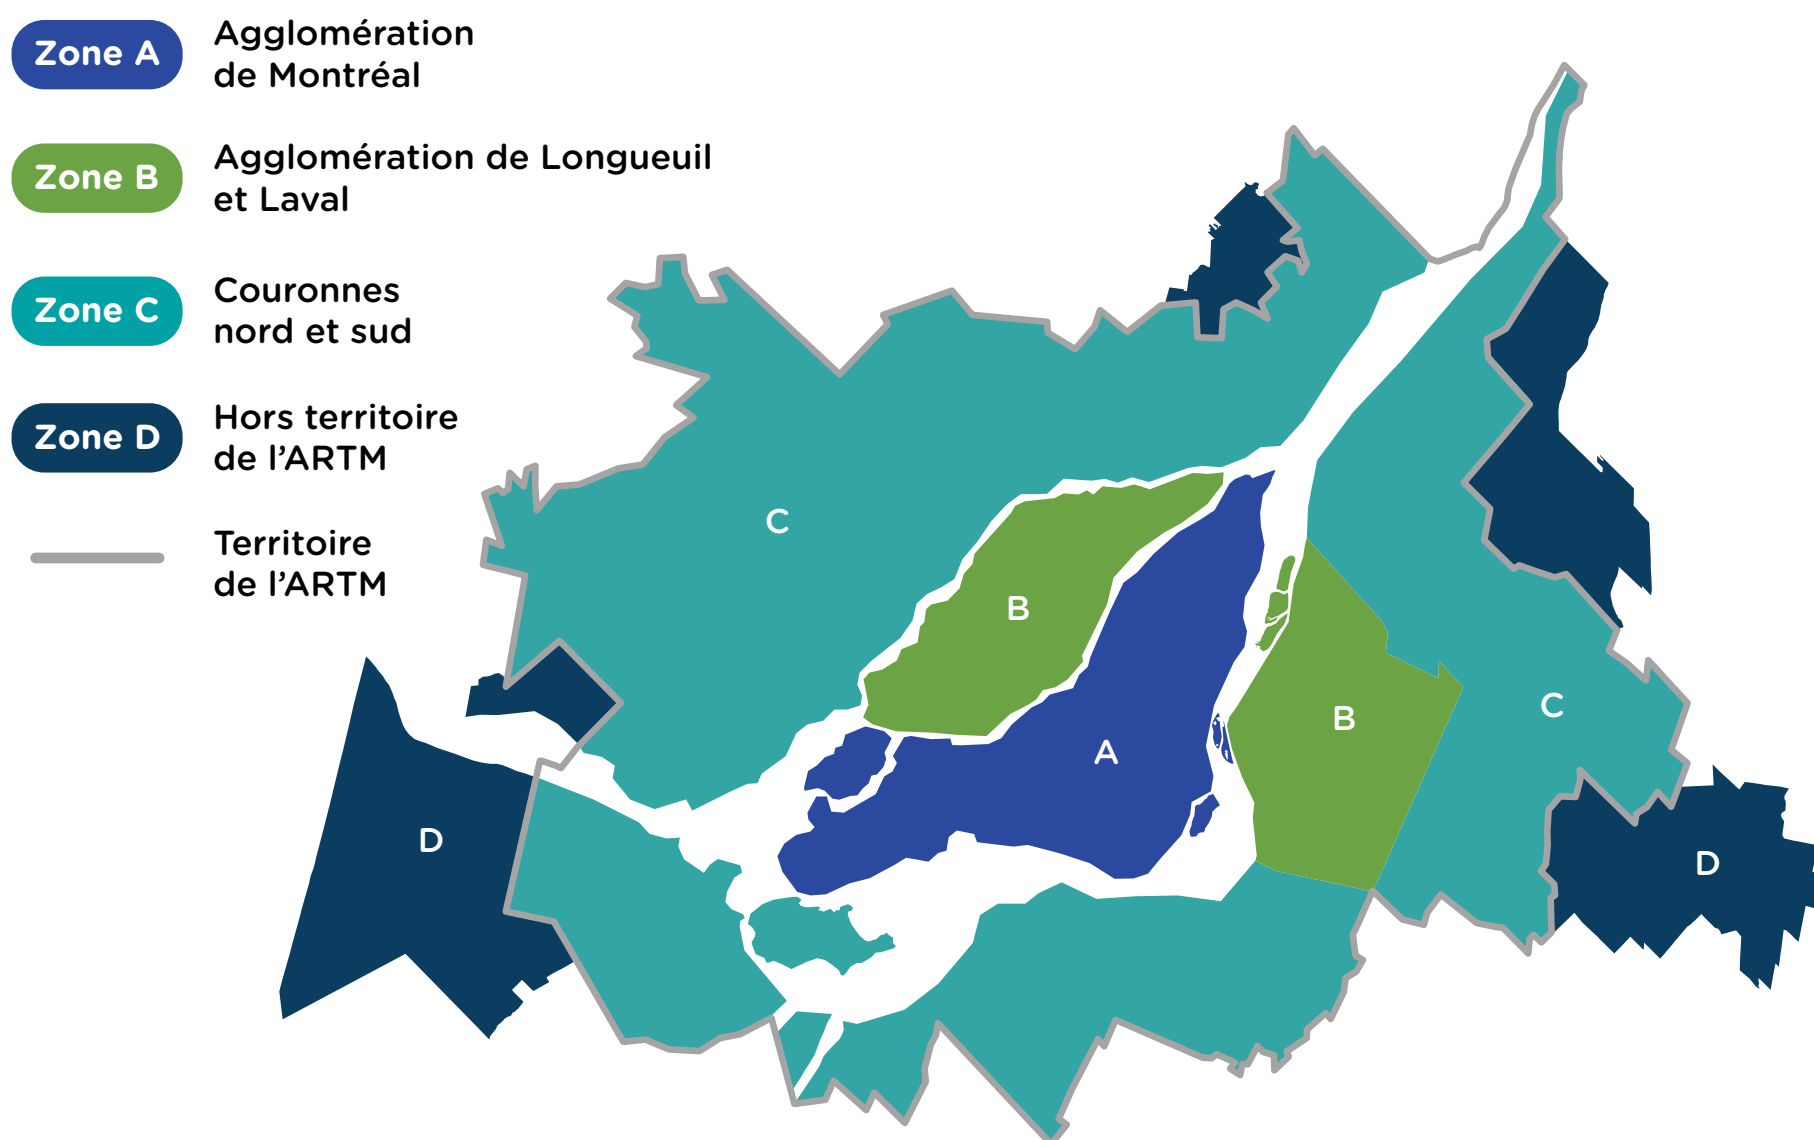 Zone A
Agglomération
de Montréal
Zone B
Agglomération de Longueuil
et Laval
Zone C
Couronnes
nord et sud
Zone D
Hors territoire
de l'ARTM
Territoire
de l'ARTM
C
B
A
B
C
D
D